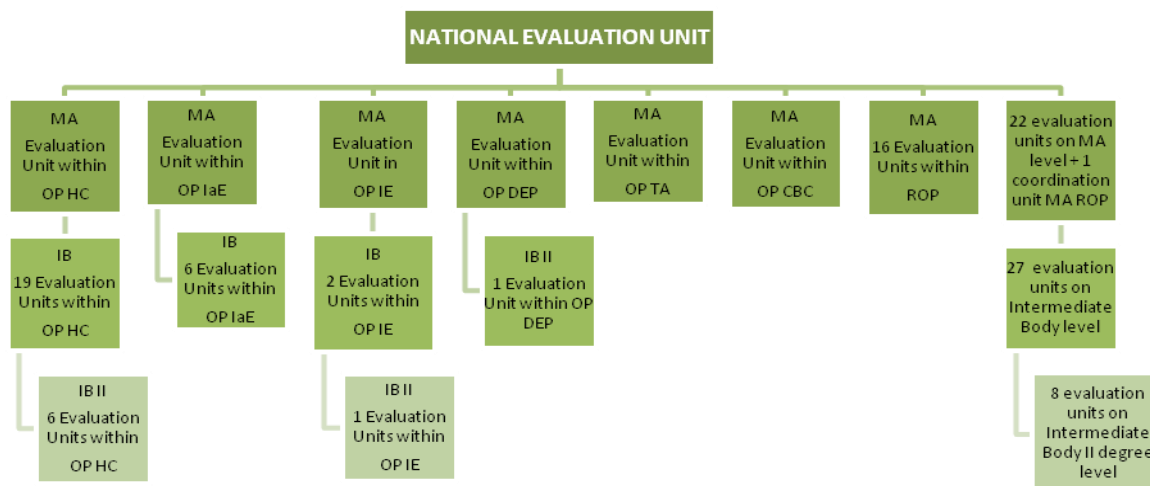 NATIONAL EVALUATION UNIT
MA
Evaluation
Unit within
OP HC
MA
Evaluation
Unit within
OP IaE
MA
Evaluation
Unit in
OP IE
MA
Evaluation
Unit within
OP DEP
MA
Evaluation
Unit within
OP TA
MA
Evaluation
Unit within
OP CBC
MA
16 Evaluation
Units within
ROP
22 evaluation
units on MA
level + 1
coordination
unit MA ROP
IB
19 Evaluation
Units within
OP HC
IB
6 Evaluation
Units within
OP IaE
IB
2 Evaluation
Units within
OP IE
IB II
1 Evaluation
Unit within OP
DEP
27 evaluation
units on
Intermediate
Body level
IB II
6 Evaluation
Units within
OP HC
IB II
1 Evaluation
Units within
OP IE
8 evaluation
units on
Intermediate
Body II degree
level